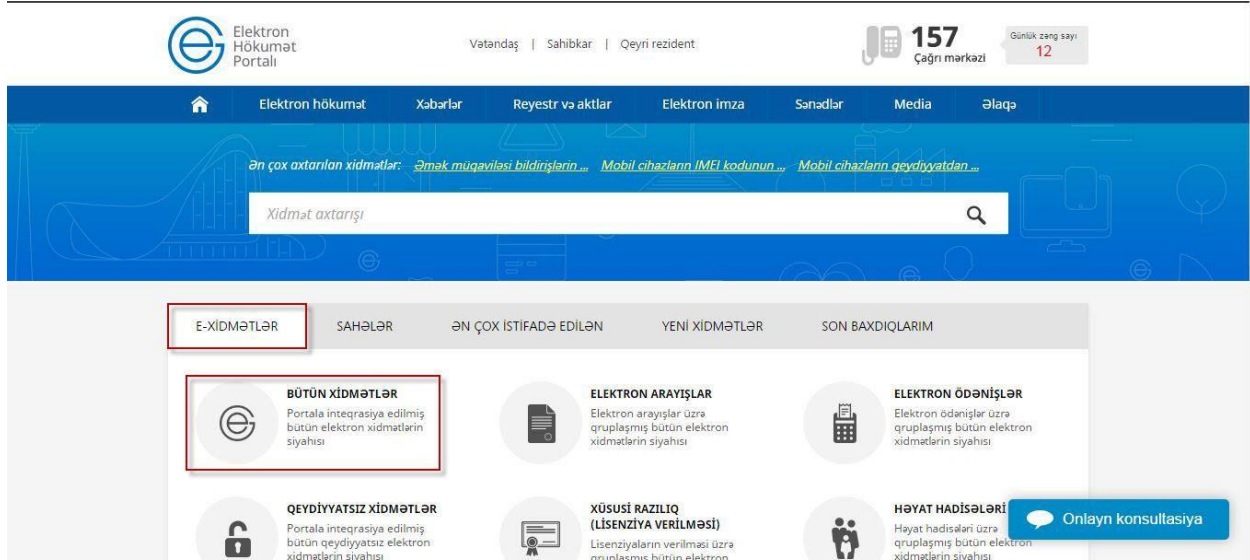 Elektron
Hökumət
Portalı
Vətəndaş | Sahibkar | Qeyri rezident
157
Çağrı mərkəzi
Günlük zəng sayı
12
Elektron hökumət Xəbərlər Reyestr və aktlar Elektron imza Sənədlər Media Əlaqə
Ən çox axtarılan xidmətlər: Əmək müqaviləsi bildirişlərin ... Mobil cihazların IMEI kodunun ... Mobil cihazların qeydiyyatdan ...
Xidmət axtarışı
E-XİDMƏTLƏR SAHƏLƏR ƏN ÇOX İSTİFADƏ EDİLƏN YENİ XİDMƏTLƏR SON BAXDIQLARIM
BÜTÜN XİDMƏTLƏR
Portala inteqrasiya edilmiş
bütün elektron xidmətlərin
siyahısı
ELEKTRON ARAYIŞLAR
Elektron arayışlar üzrə
qruplaşmış bütün elektron
xidmətlərin siyahısı
ELEKTRON ÖDƏNİŞLƏR
Elektron ödənişlər üzrə
qruplaşmış bütün elektron
xidmətlərin siyahısı
QEYDİYYATSIZ XİDMƏTLƏR
Portala inteqrasiya edilmiş
bütün qeydiyyatsız elektron
xidmətlərin siyahısı
XÜSUSİ RAZILIQ
(LİSENZİYA VERİLMƏSİ)
Lisenziyaların verilməsi üzrə
qruplaşmış bütün elektron
HƏYAT HADİSƏLƏRİ
Həyat hadisələri üzrə
qruplaşmış bütün elektron
xidmətlərin siyahısı
Onlayn konsultasiya